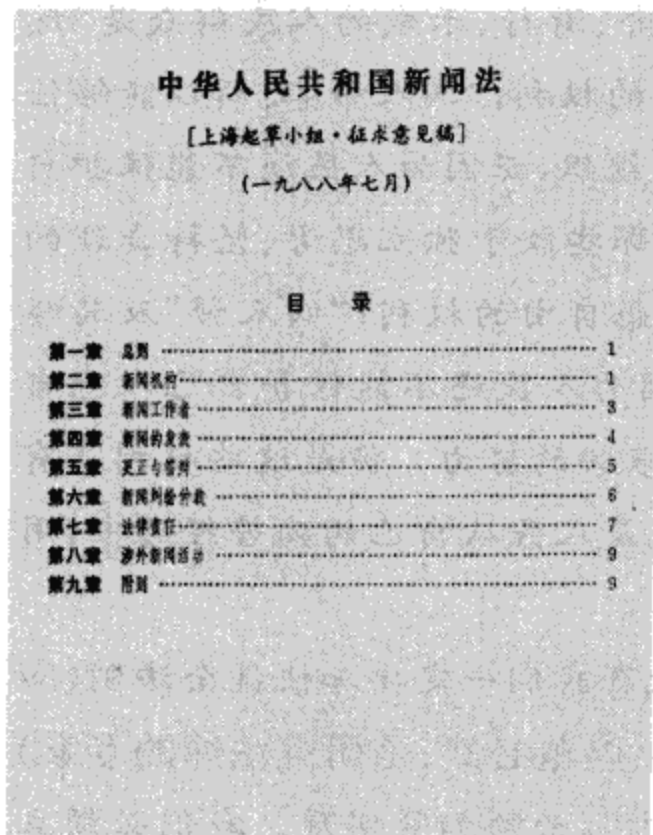 中华人民共和国新闻法
[上海起草小组·征求意见稿]
(一九八八年七月)
目 录
第一章 总则 …… 1
第二章 新闻机构 …… 1
第三章 新闻工作者 …… 3
第四章 新闻的发表 …… 4
第五章 更正与答辩 …… 5
第六章 新闻纠纷仲裁 …… 6
第七章 法律责任 …… 7
第八章 涉外新闻活动 …… 9
第九章 附则 …… 9